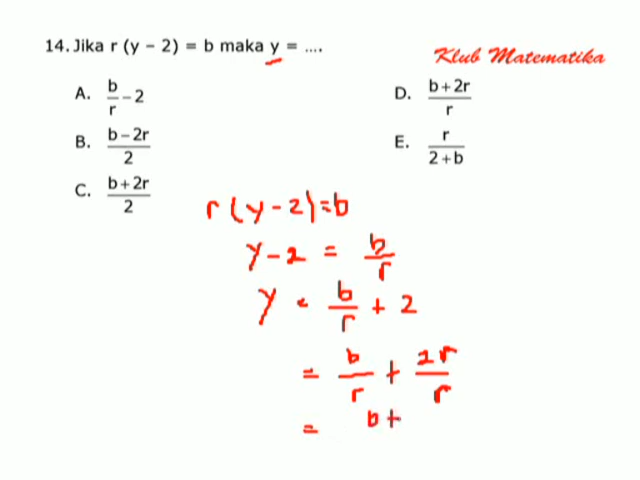 14. Jika r (y – 2) = b maka y = ....
Klub Matematika
A. b/r – 2
B. (b – 2r)/2
C. (b + 2r)/2
D. (b + 2r)/r
E. r/(2 + b)
r(y-2)=b
y-2 = b/r
y = b/r + 2
= b/r + 2r/r
= b+